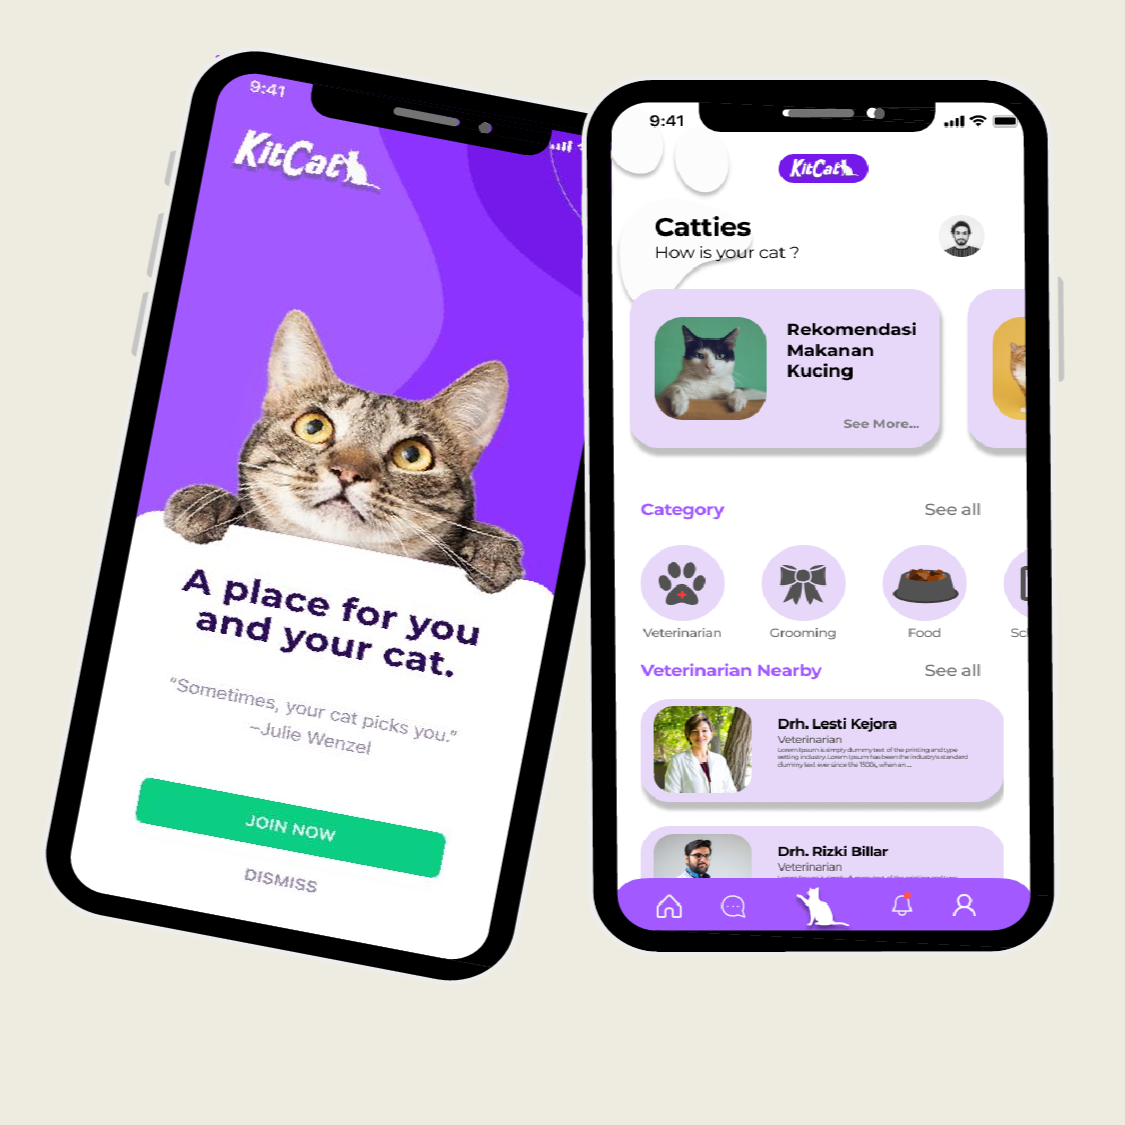 9:41
KitCat
A place for you
and your cat.
“Sometimes, your cat picks you.”
–Julie Wenzel
JOIN NOW
DISMISS
9:41
KitCat
Catties
How is your cat ?
Rekomendasi
Makanan
Kucing
See More...
Category
See all
Veterinarian
Grooming
Food
Veterinarian Nearby
See all
Drh. Lesti Kejora
Veterinarian
Lorem Ipsum is simply dummy text of the printing and type
setting industry. Lorem Ipsum has been the industry's standard
dummy text ever since the 1500s, when an ...
Drh. Rizki Billar
Veterinarian